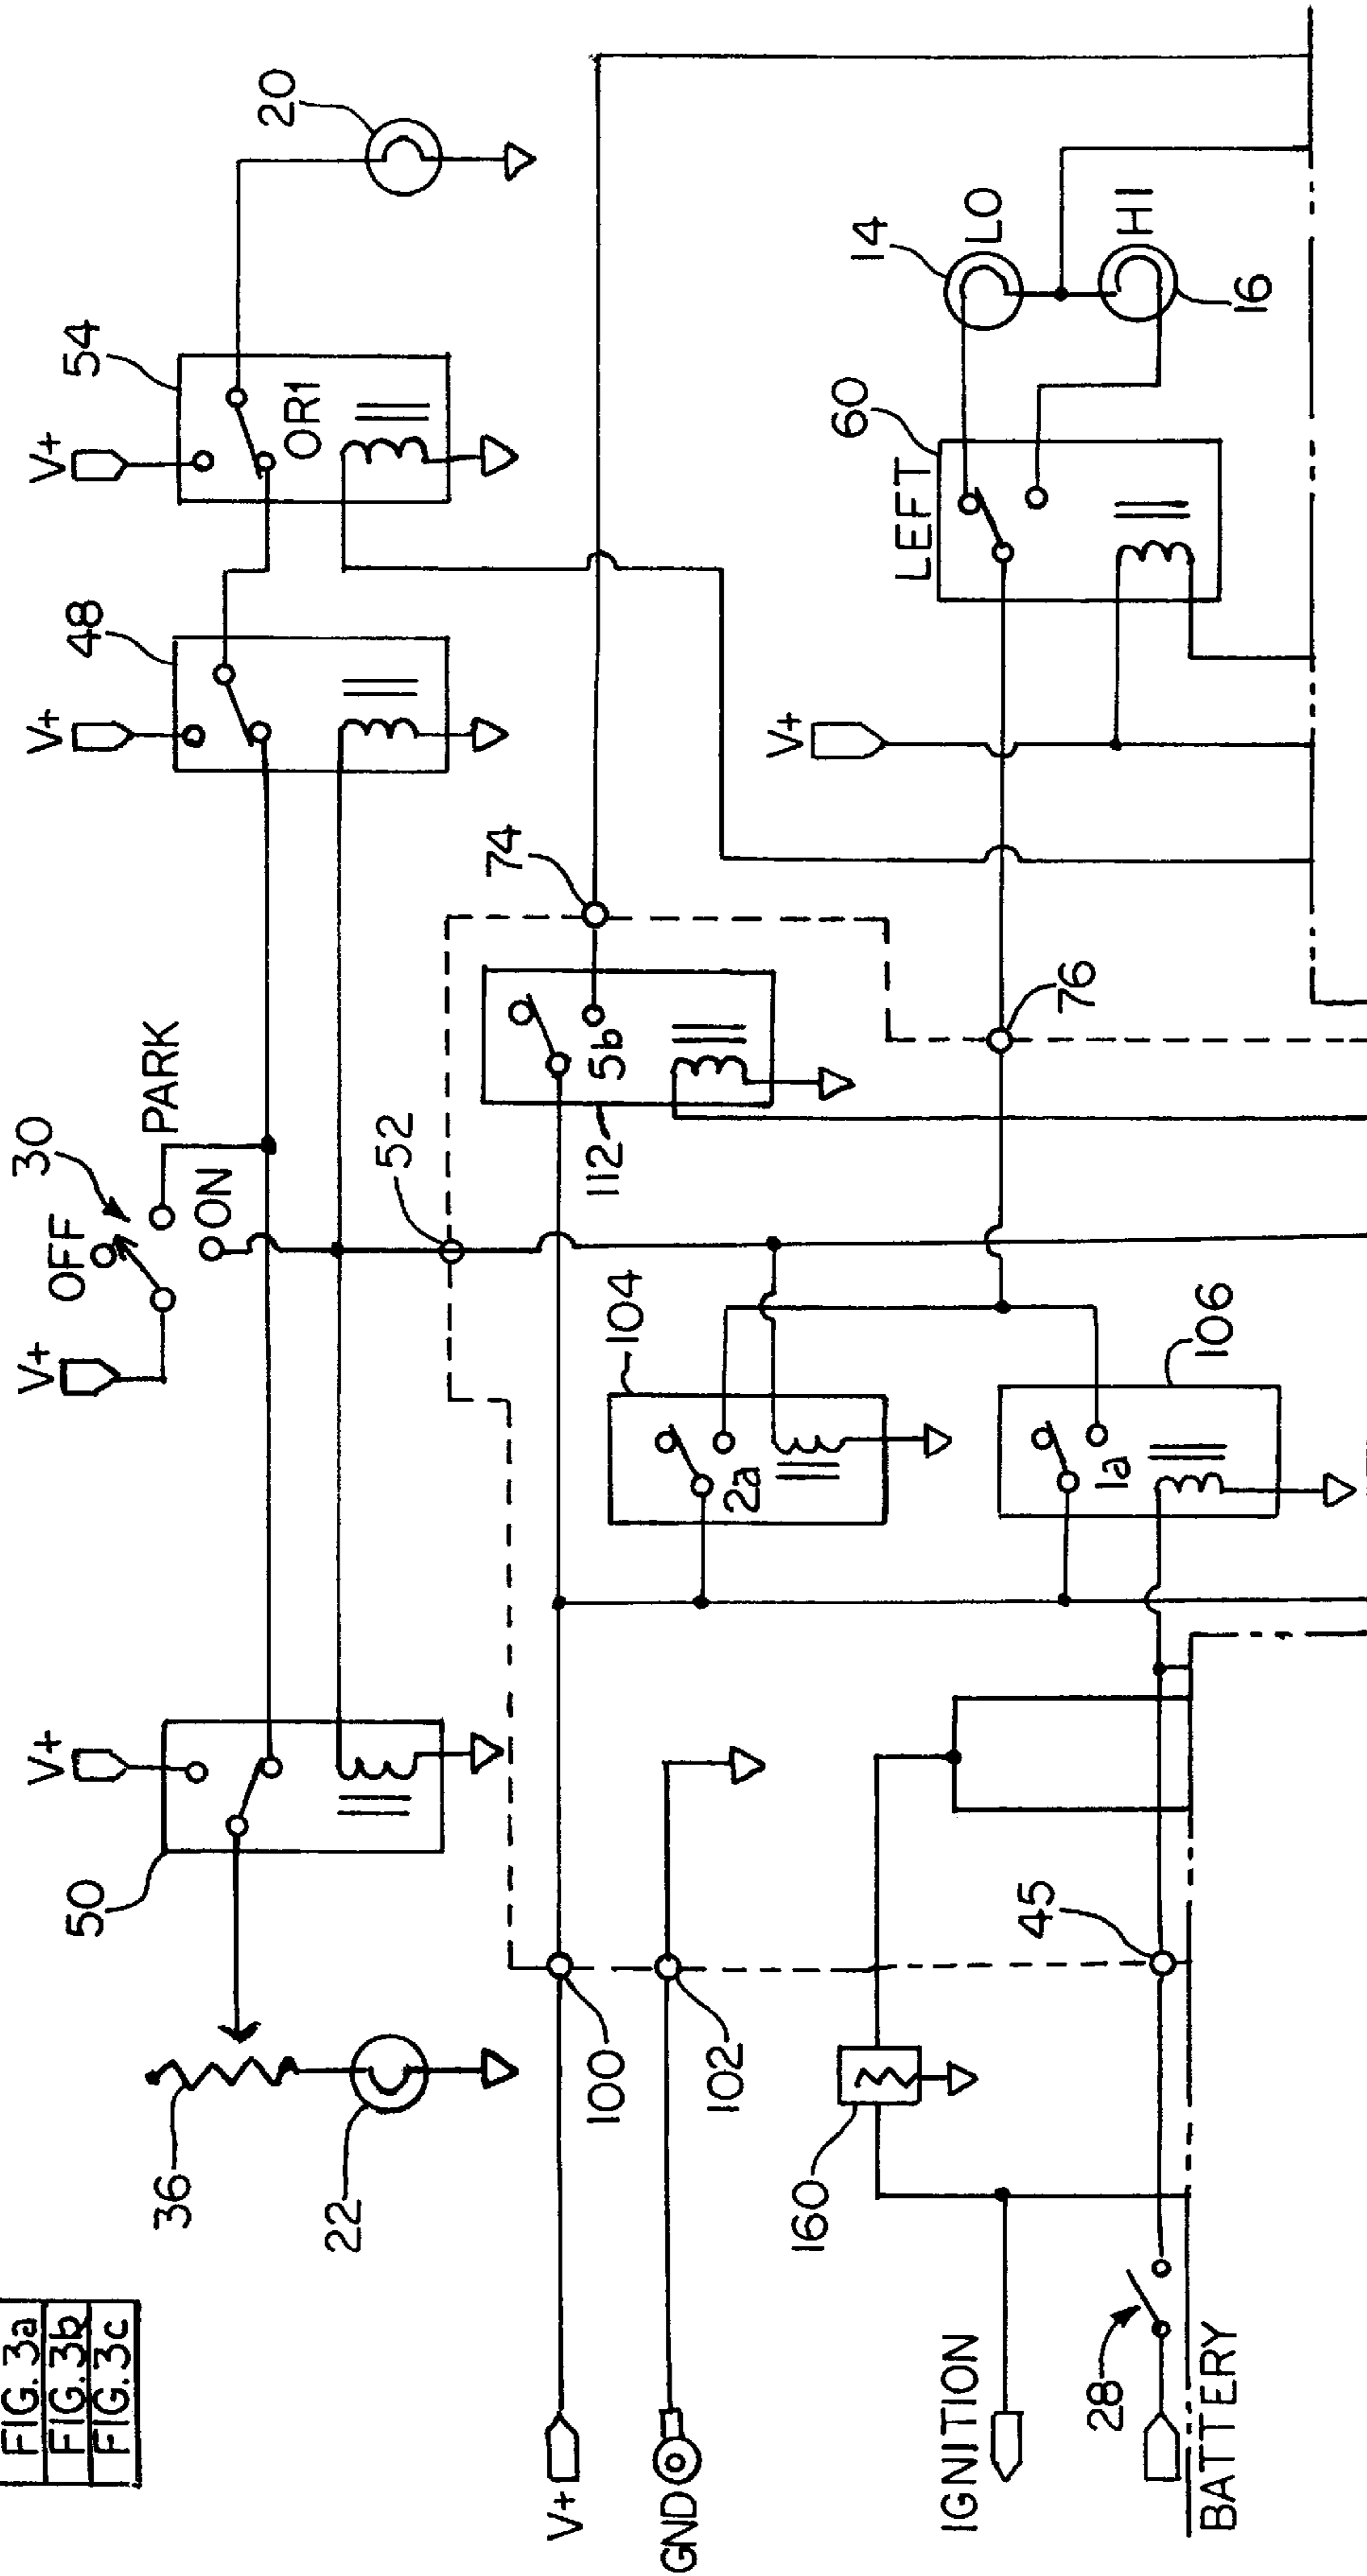 FIG. 3a
FIG. 3b
FIG. 3c
36
22
50
V+
V+
30
OFF
PARK
ON
52
48
V+
54
V+
OR1
20
V+
100
GND
102
104
2a
112
5b
74
160
IGNITION
45
28
BATTERY
106
1a
76
V+
LEFT
60
14
LO
HI
16